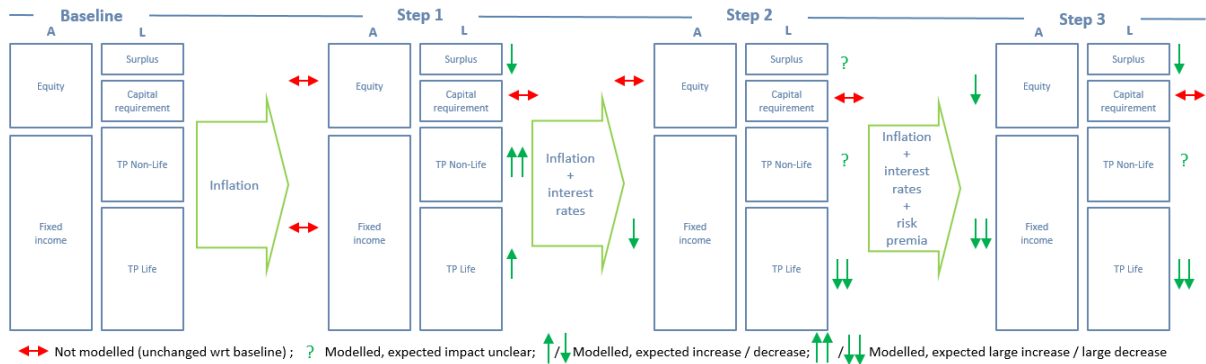 Baseline
Step 1
Step 2
Step 3
A
L
A
L
A
L
A
L
Equity
Surplus
Capital
requirement
TP Non-Life
Fixed
income
TP Life
Inflation
Equity
Surplus
Capital
requirement
TP Non-Life
Fixed
income
TP Life
Inflation
+
interest
rates
Equity
Surplus
?
Capital
requirement
TP Non-Life
?
Fixed
income
TP Life
Inflation
+
interest
rates
+
risk
premia
Equity
Surplus
Capital
requirement
TP Non-Life
?
Fixed
income
TP Life
Not modelled (unchanged wrt baseline) ; ? Modelled, expected impact unclear; / Modelled, expected increase / decrease; / Modelled, expected large increase / large decrease